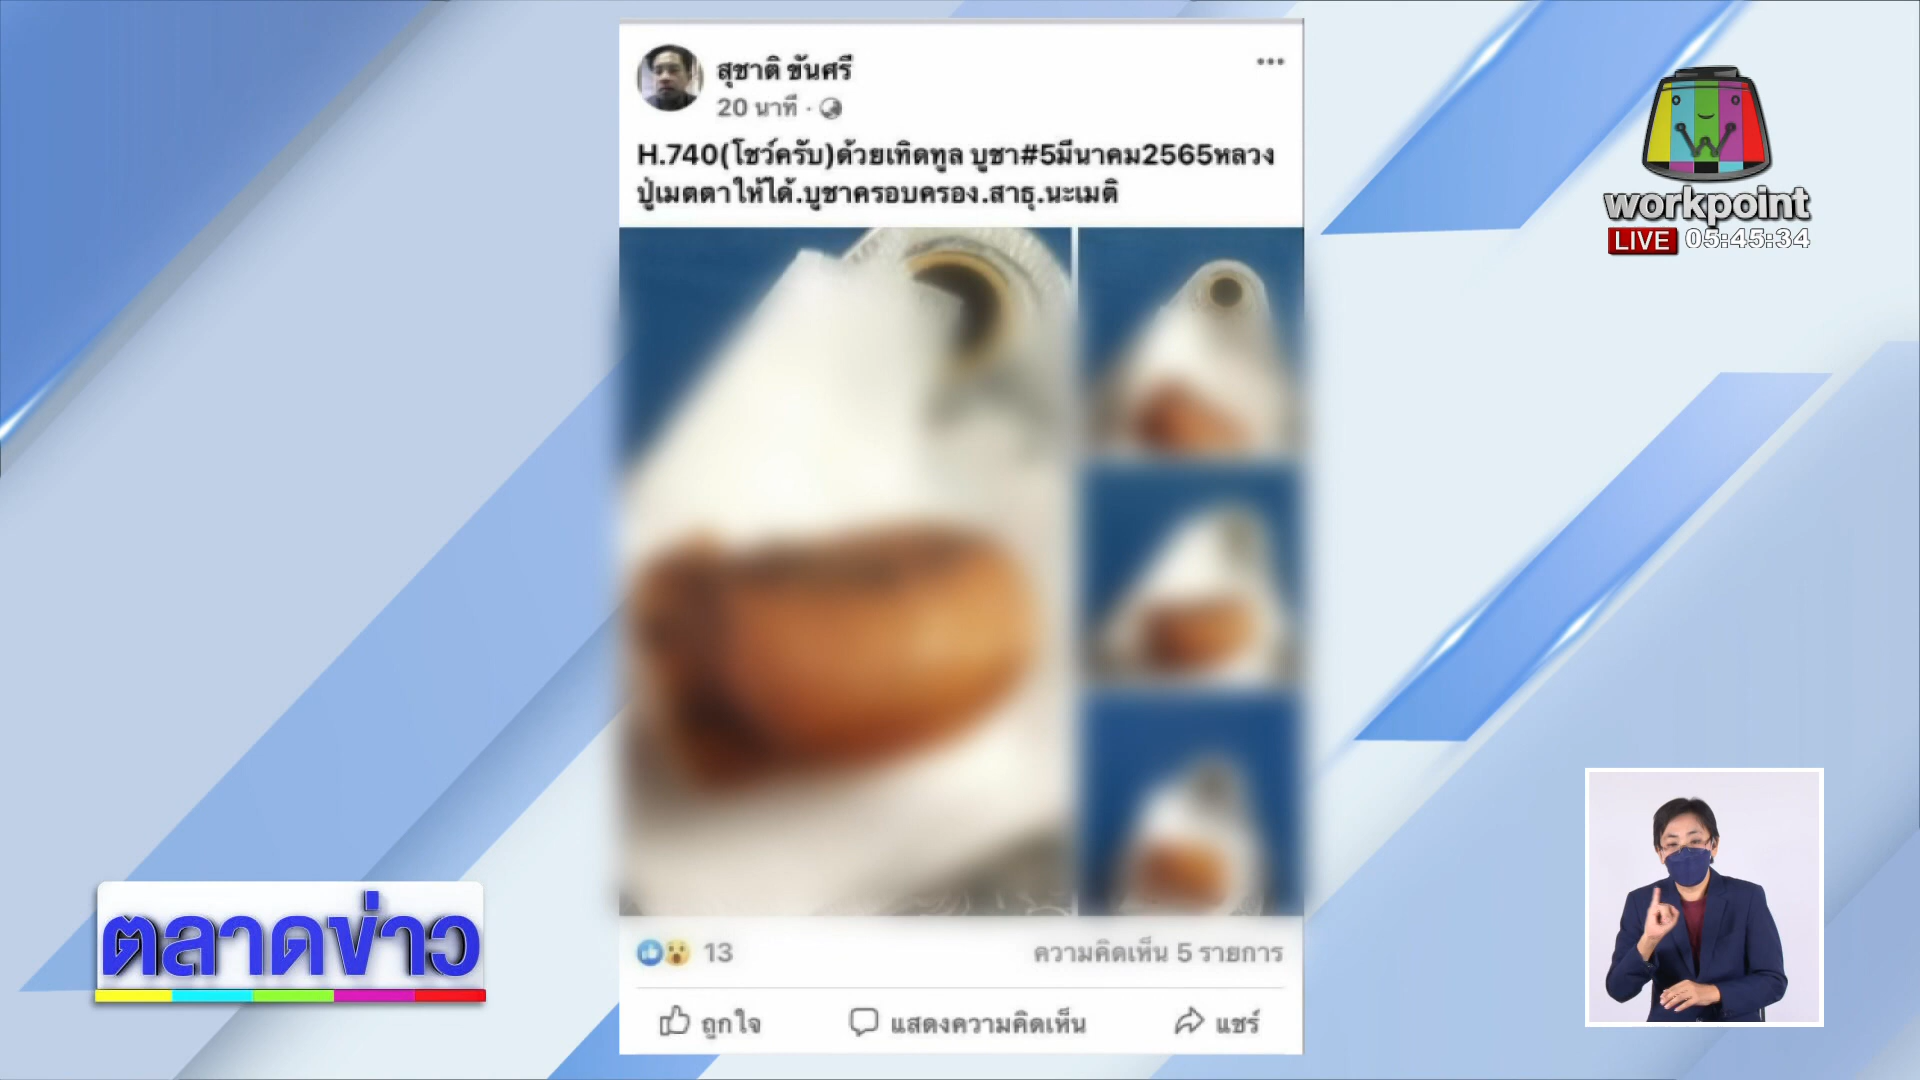 สุชาติ ขันศรี
20 นาที ·
H.740(โชว์ครับ)ด้วยเทิดทูล บูชา#5มีนาคม2565หลวง
ปู่เมตตาให้ได้.บูชาครอบครอง.สาธุ.นะเมติ
workpoint
LIVE 05:45:34
13
ความคิดเห็น 5 รายการ
ถูกใจ
แสดงความคิดเห็น
แชร์
ตลาดข่าว